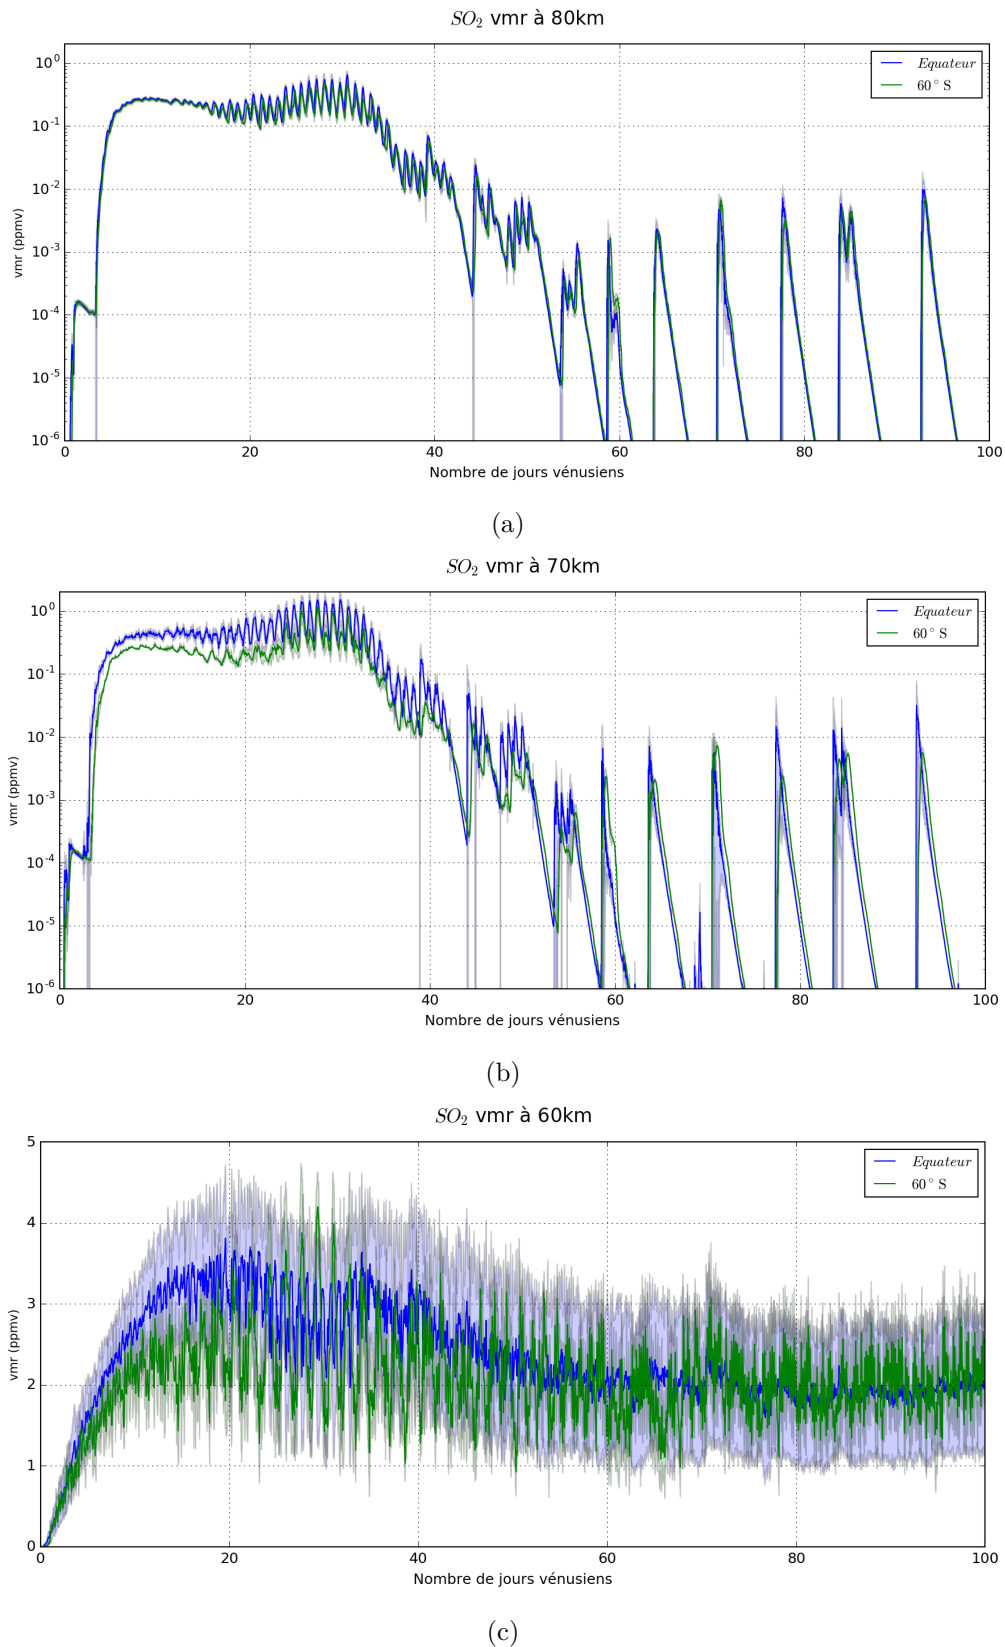 SO₂ vmr à 80km
10⁰
10⁻¹
10⁻²
10⁻³
10⁻⁴
10⁻⁵
10⁻⁶
vmr (ppmv)
Equateur
60° S
0 20 40 60 80 100
Nombre de jours vénusiens
(a)
SO₂ vmr à 70km
10⁰
10⁻¹
10⁻²
10⁻³
10⁻⁴
10⁻⁵
10⁻⁶
vmr (ppmv)
Equateur
60° S
0 20 40 60 80 100
Nombre de jours vénusiens
(b)
SO₂ vmr à 60km
5
4
3
2
1
0
vmr (ppmv)
Equateur
60° S
0 20 40 60 80 100
Nombre de jours vénusiens
(c)